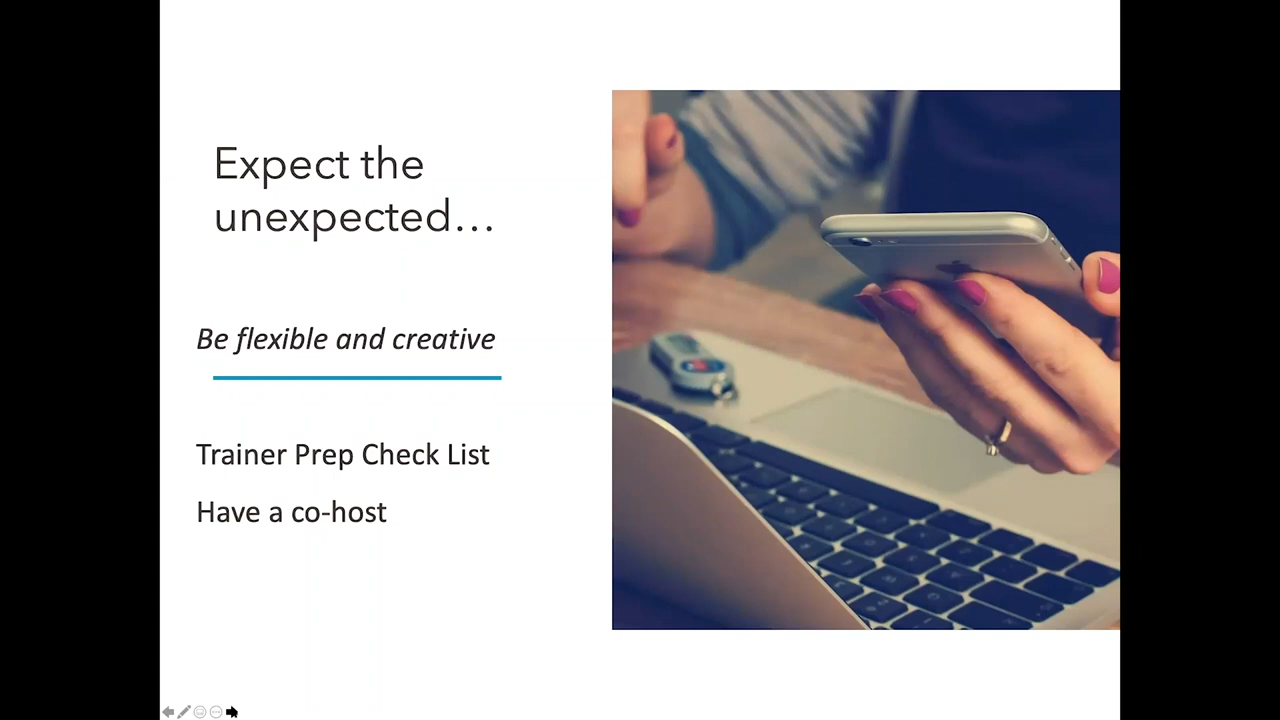 Expect the
unexpected…
Be flexible and creative
Trainer Prep Check List
Have a co-host